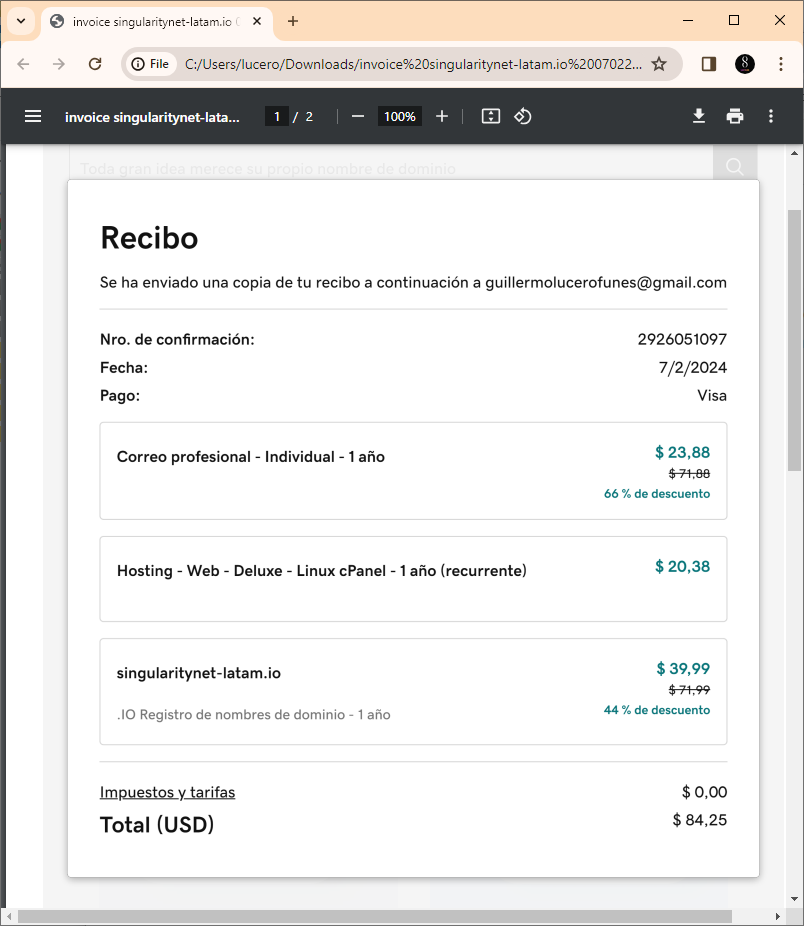 invoice singularitynet-latam.io (
File
C:/Users/lucero/Downloads/invoice%20singularitynet-latam.io%2007022...
8
invoice singularitynet-lata...
1 / 2
100%
Toda gran idea merece su propio nombre de dominio
Recibo
Se ha enviado una copia de tu recibo a continuación a guillermolucerofunes@gmail.com
Nro. de confirmación: 2926051097
Fecha: 7/2/2024
Pago: Visa
Correo profesional - Individual - 1 año $ 23,88
$ 71,88
66 % de descuento
Hosting - Web - Deluxe - Linux cPanel - 1 año (recurrente) $ 20,38
singularitynet-latam.io $ 39,99
$ 71,99
44 % de descuento
.IO Registro de nombres de dominio - 1 año
Impuestos y tarifas $ 0,00
Total (USD) $ 84,25